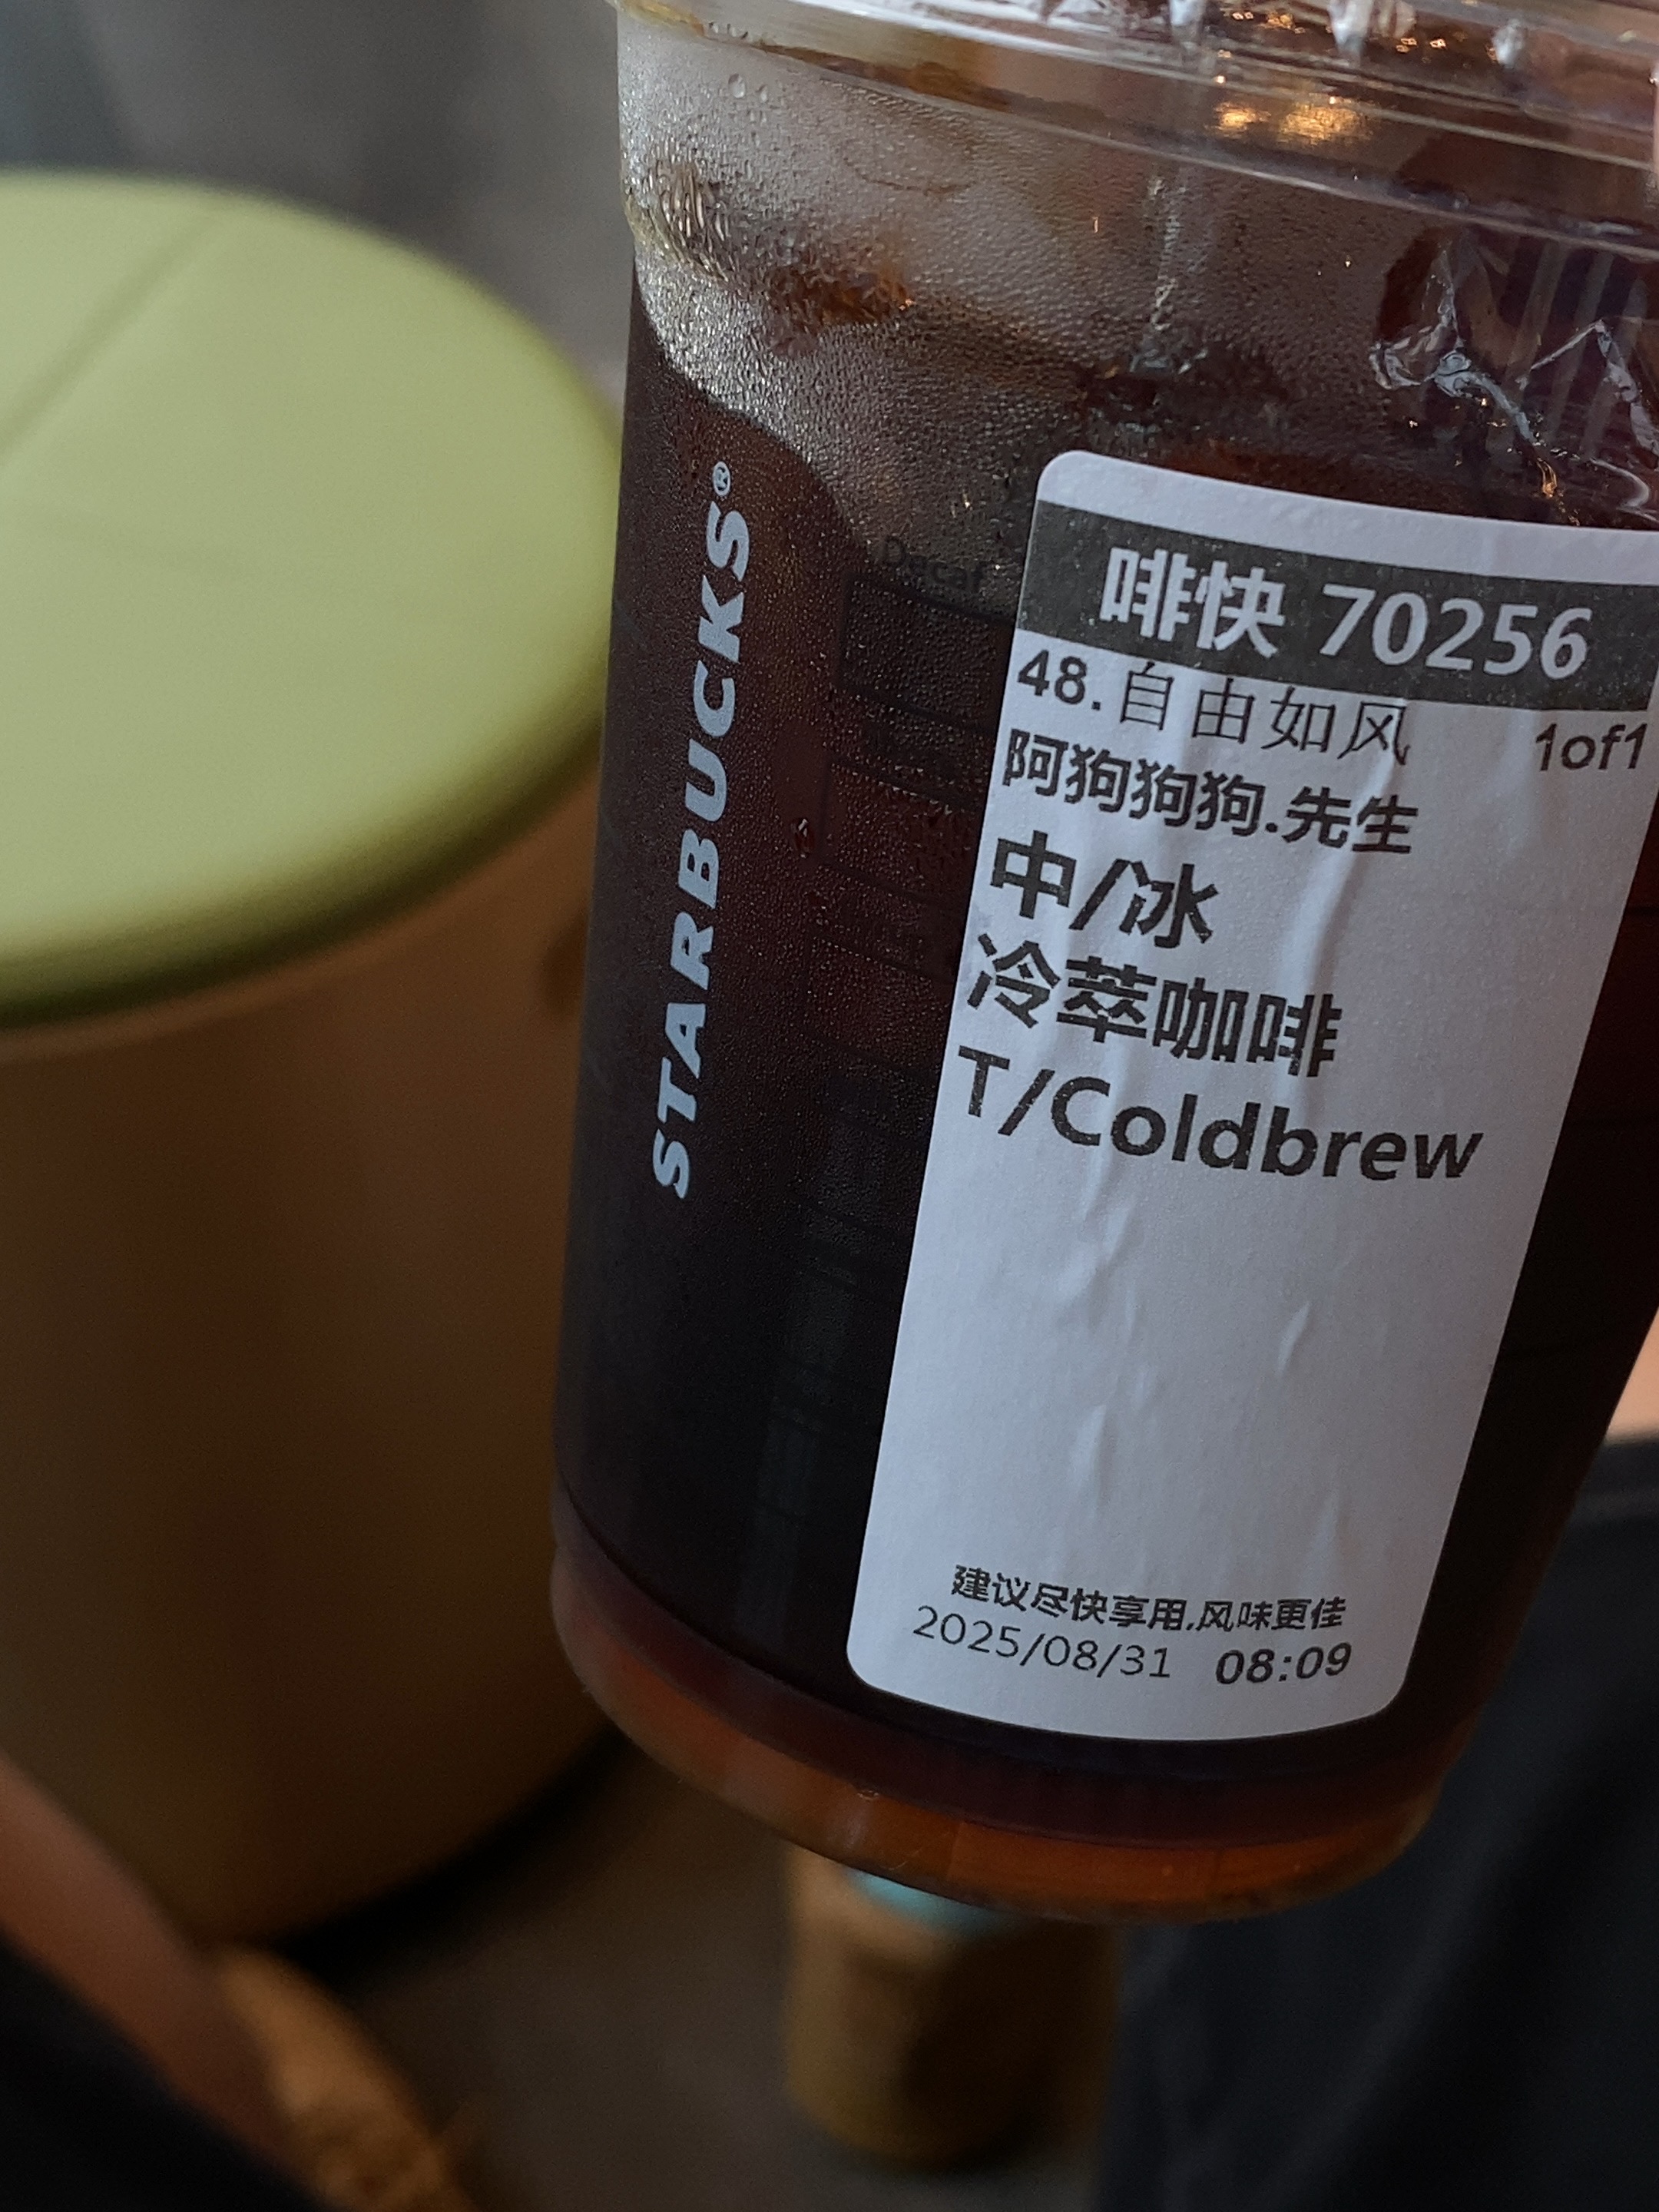 STARBUCKS®
Decaf
啡快 70256
48.自由如风 1of1
阿狗狗狗.先生
中/冰
冷萃咖啡
T/Coldbrew
建议尽快享用,风味更佳
2025/08/31 08:09